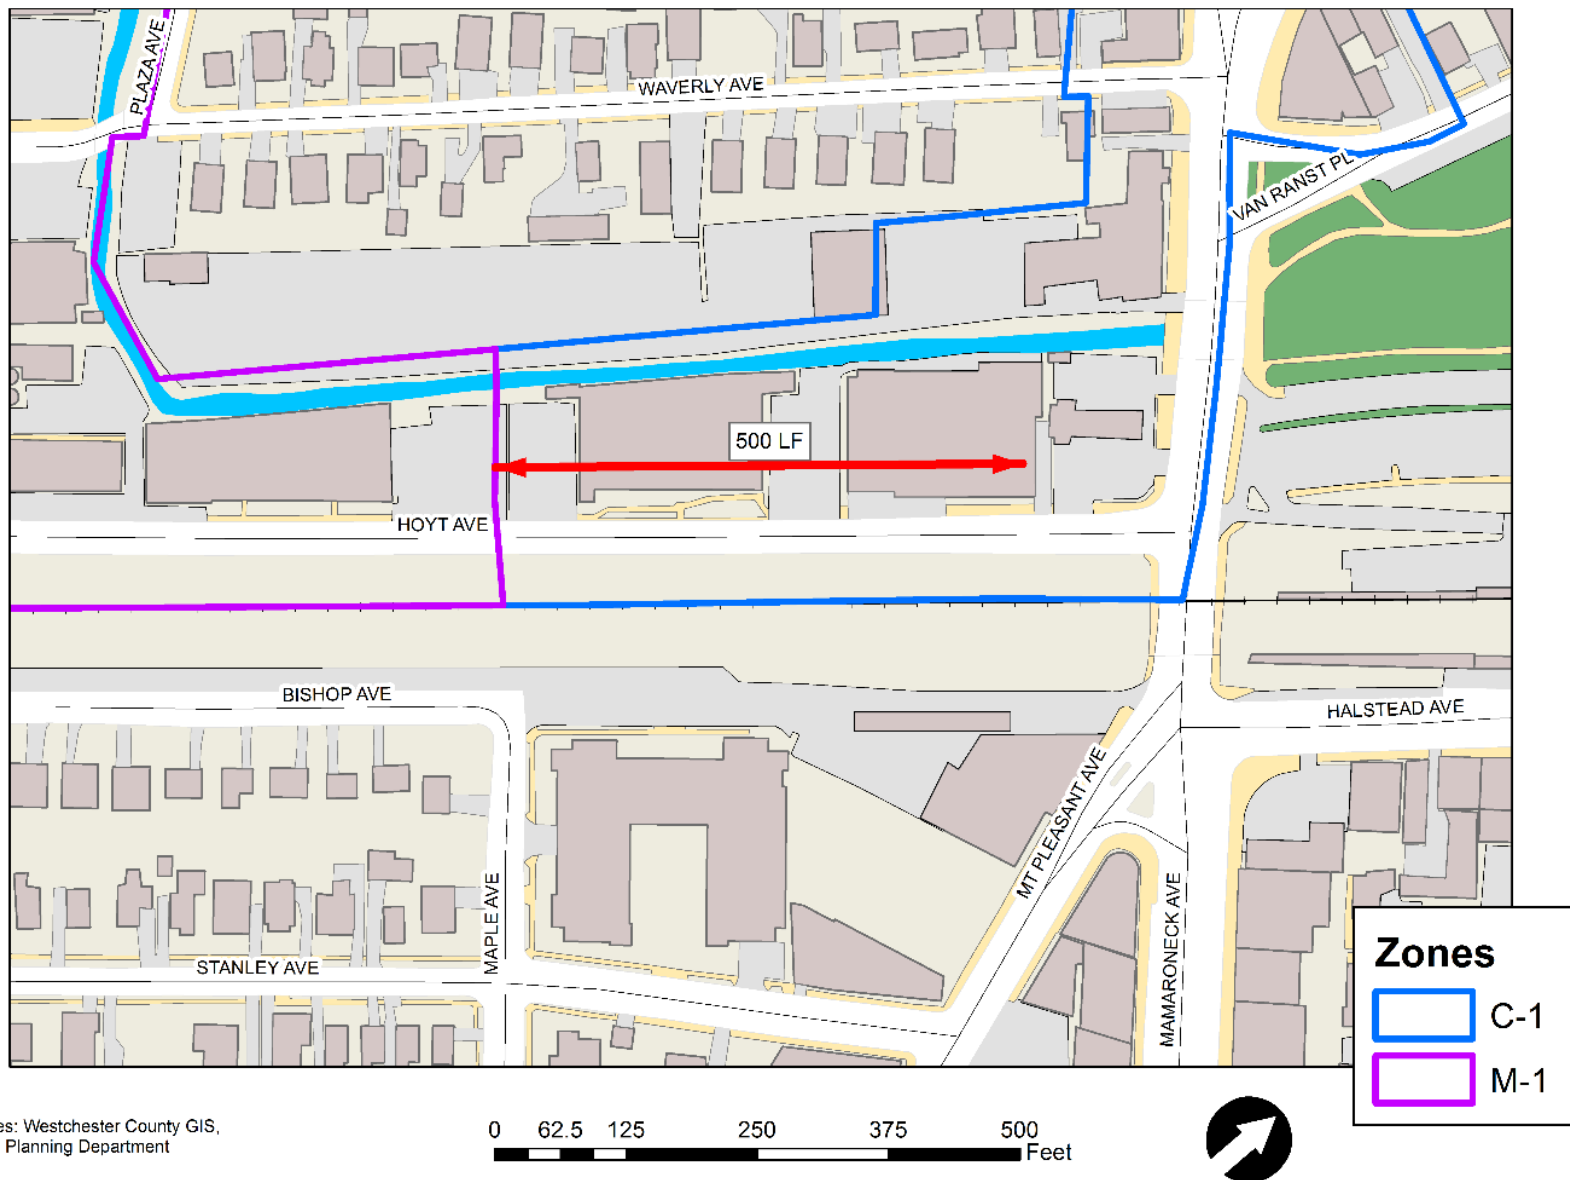 PLAZA AVE
WAVERLY AVE
VAN RANST PL
500 LF
HOYT AVE
BISHOP AVE
HALSTEAD AVE
MT PLEASANT AVE
MAPLE AVE
MAMARONECK AVE
STANLEY AVE
Zones
C-1
M-1
es: Westchester County GIS,
Planning Department
0 62.5 125 250 375 500
Feet